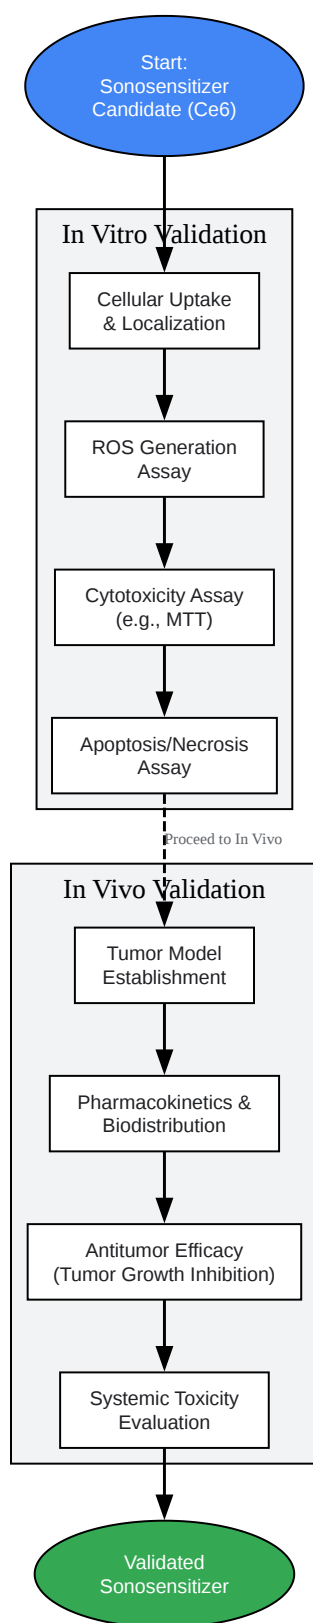 Start:
Sonosensitizer
Candidate (Ce6)
In Vitro Validation
Cellular Uptake
& Localization
ROS Generation
Assay
Cytotoxicity Assay
(e.g., MTT)
Apoptosis/Necrosis
Assay
Proceed to In Vivo
In Vivo Validation
Tumor Model
Establishment
Pharmacokinetics &
Biodistribution
Antitumor Efficacy
(Tumor Growth Inhibition)
Systemic Toxicity
Evaluation
Validated
Sonosensitizer